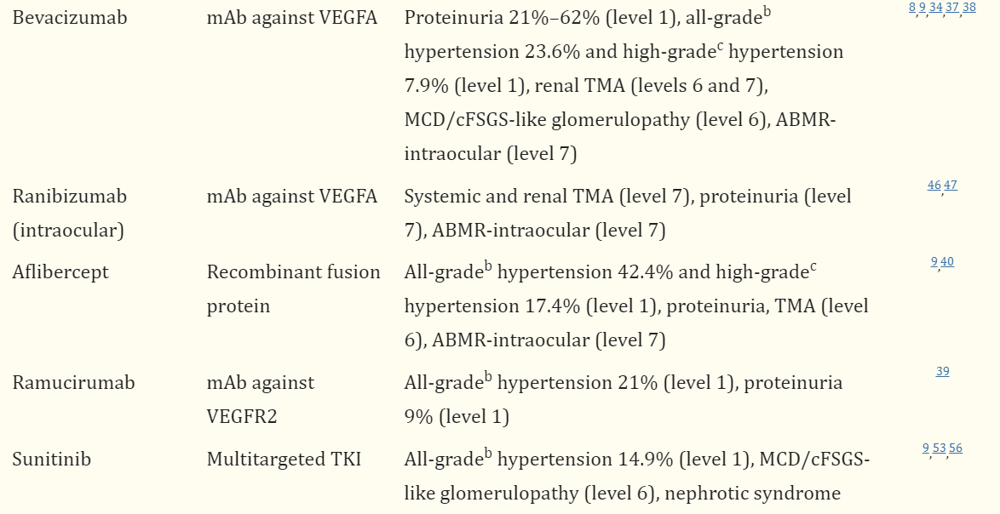 Bevacizumab mAb against VEGFA Proteinuria 21%–62% (level 1), all-gradeᵇ 8,9,34,37,38
hypertension 23.6% and high-gradeᶜ hypertension
7.9% (level 1), renal TMA (levels 6 and 7),
MCD/cFSGS-like glomerulopathy (level 6), ABMR-
intraocular (level 7)
Ranibizumab mAb against VEGFA Systemic and renal TMA (level 46,47
(intraocular) 7), proteinuria (level
7), ABMR-intraocular (level 7)
Aflibercept Recombinant fusion All-gradeᵇ hypertension 42.4% and high-gradeᶜ 9,40
protein hypertension 17.4% (level 1), proteinuria, TMA (level
6), ABMR-intraocular (level 7)
Ramucirumab mAb against All-gradeᵇ hypertension 21% (level 1), proteinuria 39
VEGFR2 9% (level 1)
Sunitinib Multitargeted TKI All-gradeᵇ hypertension 14.9% (level 1), MCD/cFSGS- 9,53,56
like glomerulopathy (level 6), nephrotic syndrome